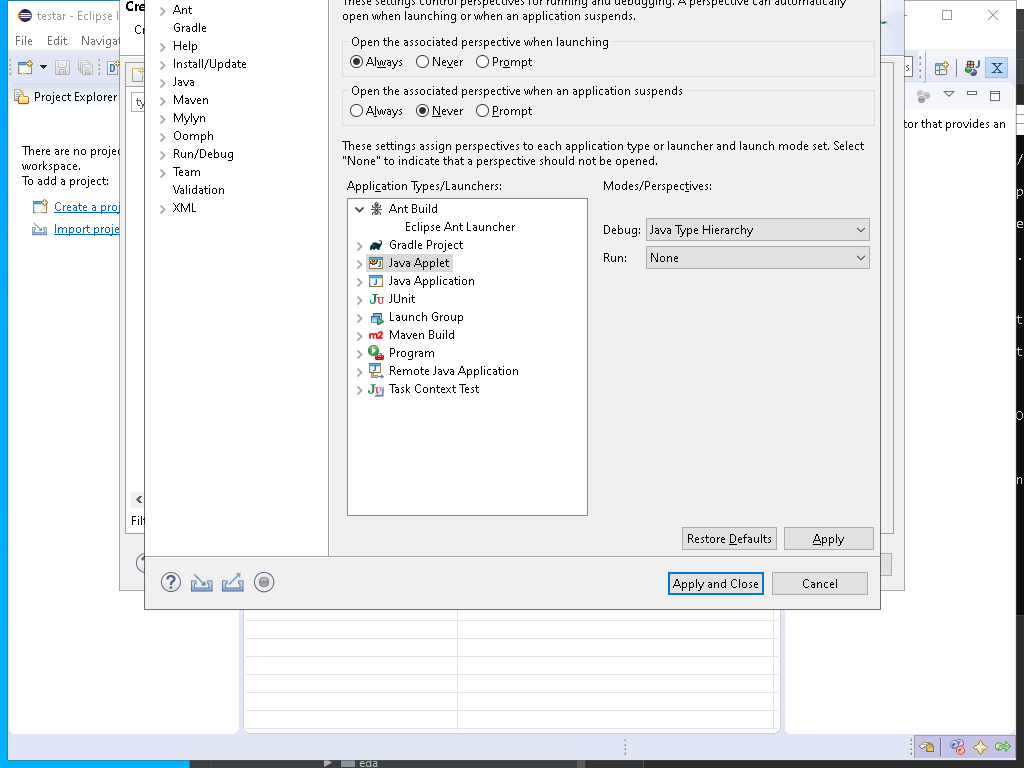 testar - Eclipse I
Cre
These settings control perspectives for running and debugging. A perspective can automatically
open when launching or when an application suspends.
File Edit Navigat
Cr
Project Explorer
ty
There are no proje
workspace.
To add a project:
Create a proj
Import proje
Ant
Gradle
Help
Install/Update
Java
Maven
Mylyn
Oomph
Run/Debug
Team
Validation
XML
Open the associated perspective when launching
Always Never Prompt
Open the associated perspective when an application suspends
Always Never Prompt
These settings assign perspectives to each application type or launcher and launch mode set. Select
"None" to indicate that a perspective should not be opened.
Application Types/Launchers:
Ant Build
Eclipse Ant Launcher
Gradle Project
Java Applet
Java Application
JUnit
Launch Group
Maven Build
Program
Remote Java Application
Task Context Test
Modes/Perspectives:
Debug: Java Type Hierarchy
Run: None
tor that provides an
Filt
Restore Defaults Apply
Apply and Close Cancel
eda